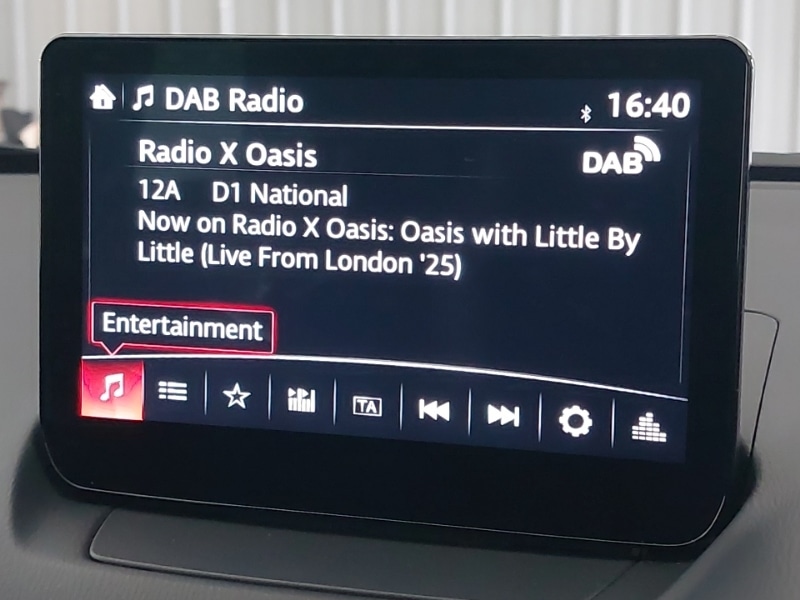 DAB Radio
16:40
Radio X Oasis
DAB
12A D1 National
Now on Radio X Oasis: Oasis with Little By
Little (Live From London '25)
Entertainment
TA